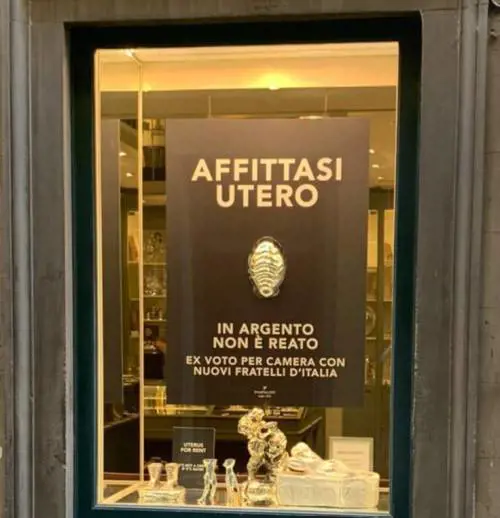 AFFITTASI
UTERO
IN ARGENTO
NON È REATO
EX VOTO PER CAMERA CON
NUOVI FRATELLI D'ITALIA
UTERUS
FOR RENT